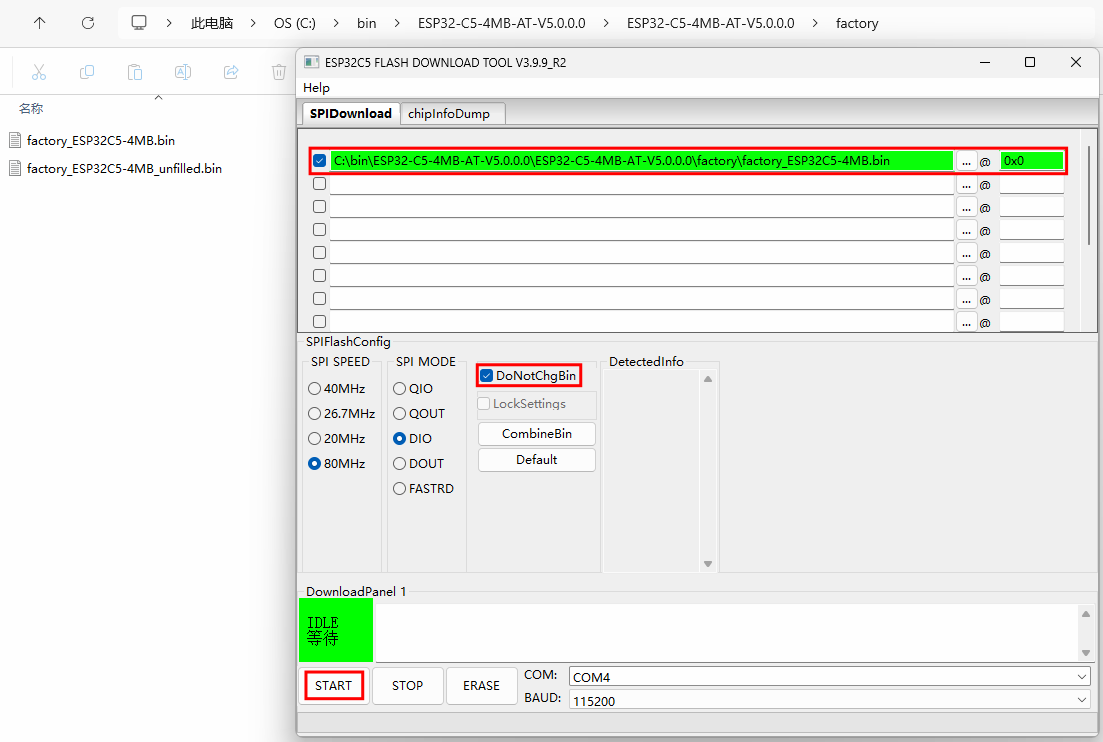 此电脑 > OS (C:) > bin > ESP32-C5-4MB-AT-V5.0.0.0 > ESP32-C5-4MB-AT-V5.0.0.0 > factory
名称
factory_ESP32C5-4MB.bin
factory_ESP32C5-4MB_unfilled.bin
ESP32C5 FLASH DOWNLOAD TOOL V3.9.9_R2
Help
SPIDownload chipInfoDump
C:\bin\ESP32-C5-4MB-AT-V5.0.0.0\ESP32-C5-4MB-AT-V5.0.0.0\factory\factory_ESP32C5-4MB.bin ... @ 0x0
... @
... @
... @
... @
... @
... @
... @
SPIFlashConfig
SPI SPEED
40MHz
26.7MHz
20MHz
80MHz
SPI MODE
QIO
QOUT
DIO
DOUT
FASTRD
DoNotChgBin
LockSettings
CombineBin
Default
DetectedInfo
DownloadPanel 1
IDLE
等待
START STOP ERASE
COM: COM4
BAUD: 115200